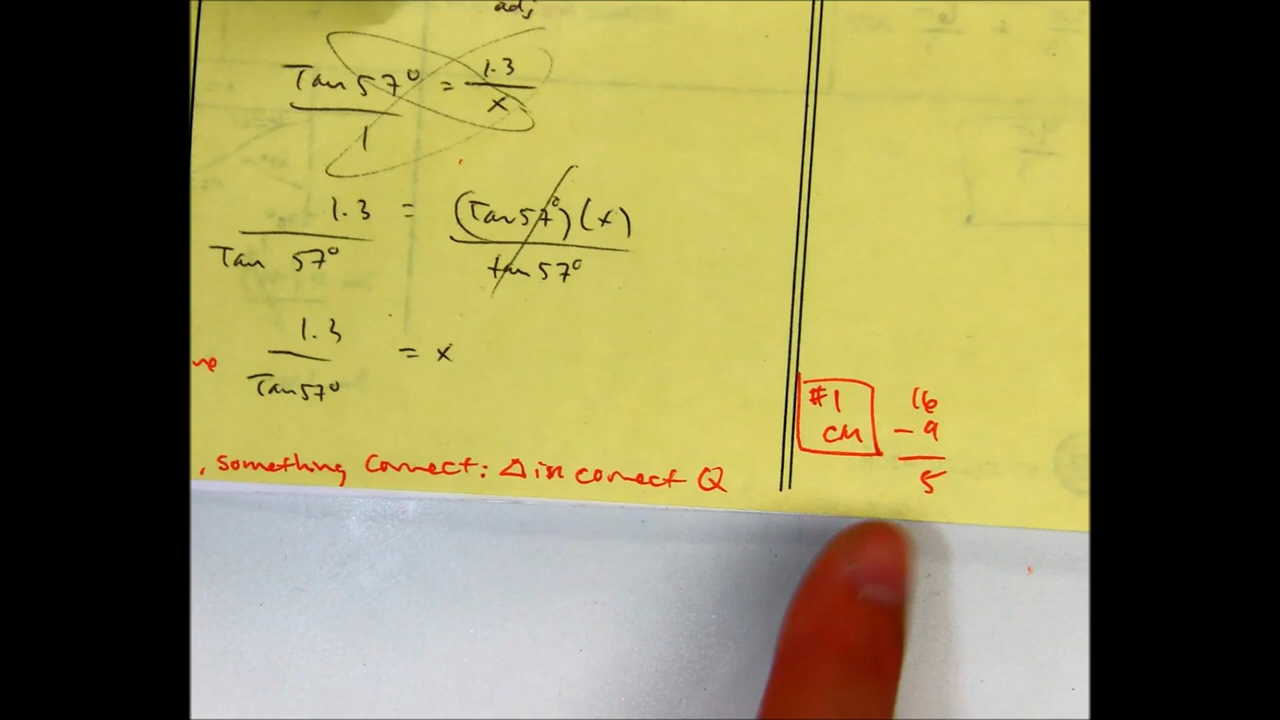 adj
Tan 57° = 1.3
1 x
1.3 = (Tan 57°)(x)
Tan 57° tan 57°
1.3 = x
Tan 57°
, something correct: Δ in correct Q
#1 16
CM - 9
5